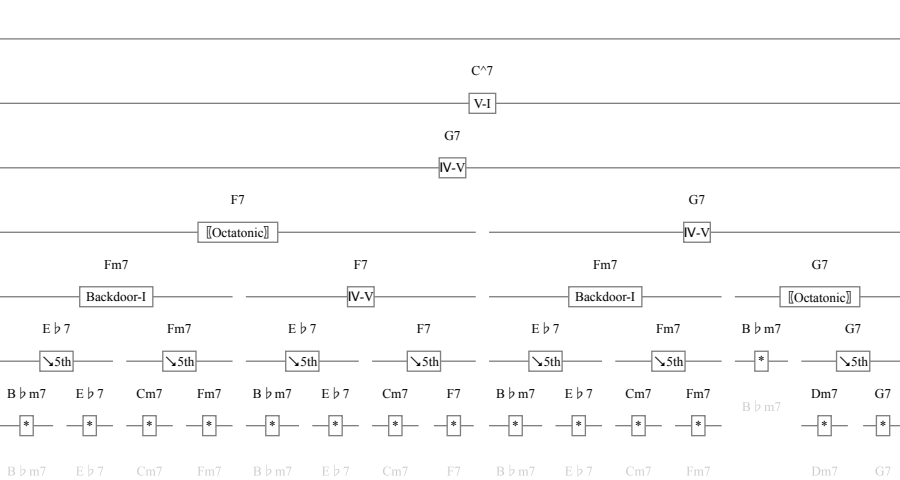 C^7
V-I
G7
Ⅳ-V
F7 G7
〚Octatonic〛 Ⅳ-V
Fm7 F7 Fm7 G7
Backdoor-I Ⅳ-V Backdoor-I 〚Octatonic〛
E♭7 Fm7 E♭7 F7 E♭7 Fm7 B♭m7 G7
↘5th ↘5th ↘5th ↘5th ↘5th ↘5th * ↘5th
B♭m7 E♭7 Cm7 Fm7 B♭m7 E♭7 Cm7 F7 B♭m7 E♭7 Cm7 Fm7 B♭m7 Dm7 G7
* * * * * * * * * * * * * *
B♭m7 E♭7 Cm7 Fm7 B♭m7 E♭7 Cm7 F7 B♭m7 E♭7 Cm7 Fm7 Dm7 G7